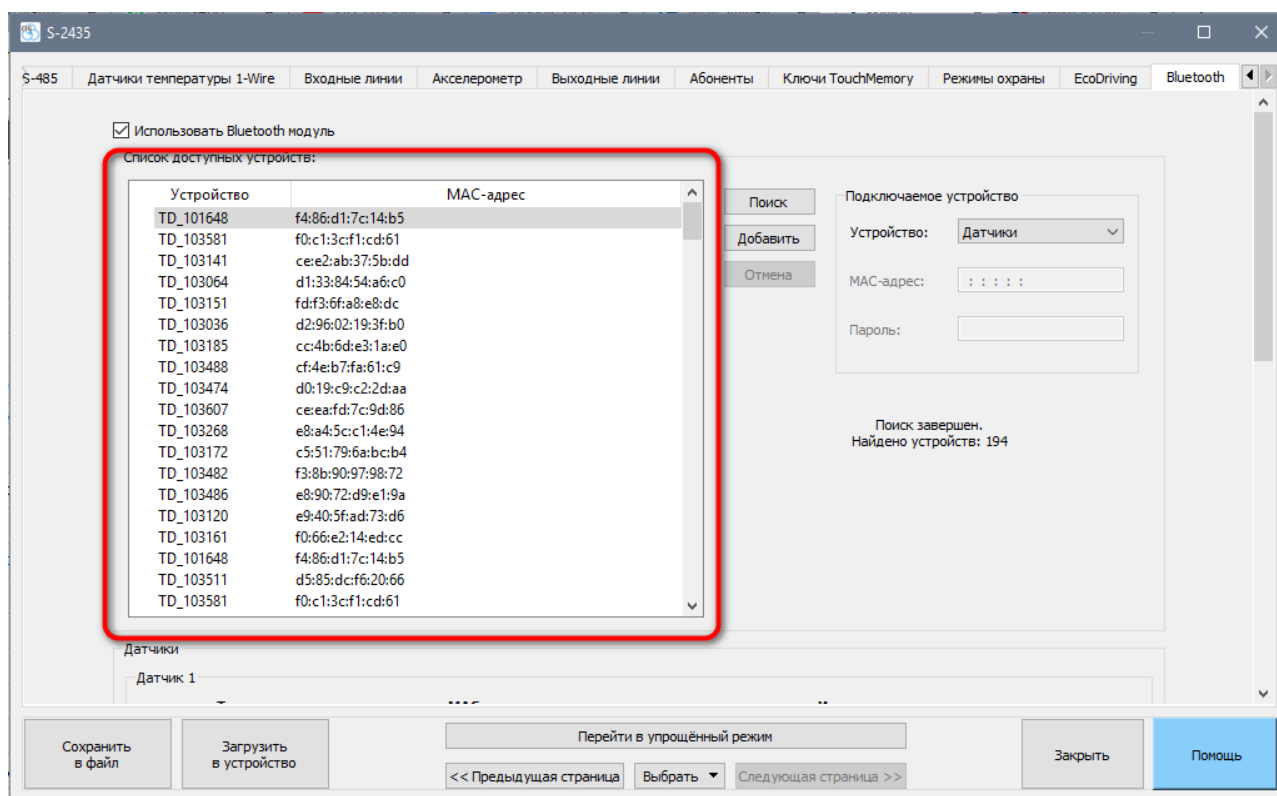 S-2435
S-485 Датчики температуры 1-Wire Входные линии Акселерометр Выходные линии Абоненты Ключи TouchMemory Режимы охраны EcoDriving Bluetooth
Использовать Bluetooth модуль
Список доступных устройств:
Устройство MAC-адрес
TD_101648 f4:86:d1:7c:14:b5
TD_103581 f0:c1:3c:f1:cd:61
TD_103141 ce:e2:ab:37:5b:dd
TD_103064 d1:33:84:54:a6:c0
TD_103151 fd:f3:6f:a8:e8:dc
TD_103036 d2:96:02:19:3f:b0
TD_103185 cc:4b:6d:e3:1a:e0
TD_103488 cf:4e:b7:fa:61:c9
TD_103474 d0:19:c9:c2:2d:aa
TD_103607 ce:ea:fd:7c:9d:86
TD_103268 e8:a4:5c:c1:4e:94
TD_103172 c5:51:79:6a:bc:b4
TD_103482 f3:8b:90:97:98:72
TD_103486 e8:90:72:d9:e1:9a
TD_103120 e9:40:5f:ad:73:d6
TD_103161 f0:66:e2:14:ed:cc
TD_101648 f4:86:d1:7c:14:b5
TD_103511 d5:85:dc:f6:20:66
TD_103581 f0:c1:3c:f1:cd:61
Поиск
Добавить
Отмена
Подключаемое устройство
Устройство: Датчики
MAC-адрес: : : : : :
Пароль:
Поиск завершен.
Найдено устройств: 194
Датчики
Датчик 1
Сохранить
в файл
Загрузить
в устройство
Перейти в упрощённый режим
<< Предыдущая страница Выбрать Следующая страница >>
Закрыть
Помощь